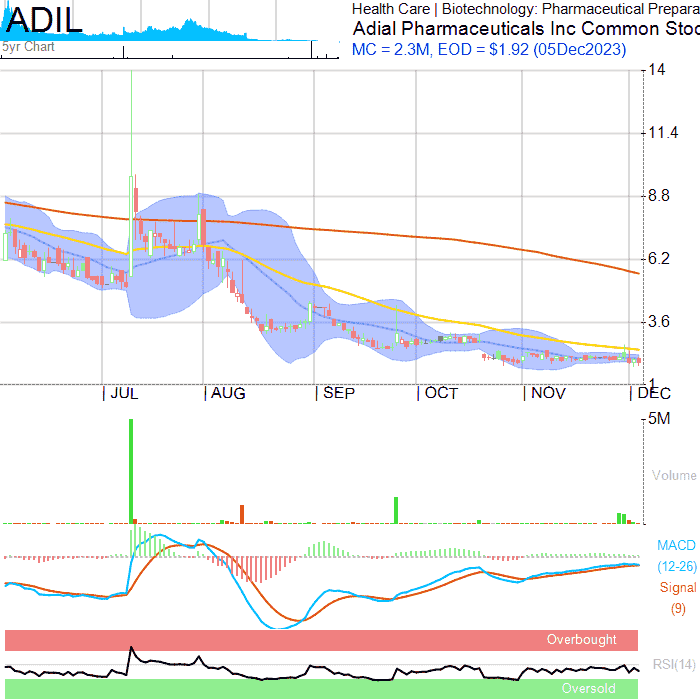 ADIL
Health Care | Biotechnology: Pharmaceutical Prepara
Adial Pharmaceuticals Inc Common Stoc
MC = 2.3M, EOD = $1.92 (05Dec2023)
5yr Chart
14
11.4
8.8
6.2
3.6
1
JUL AUG SEP OCT NOV DEC
5M
Volume
MACD
(12-26)
Signal
(9)
Overbought
RSI(14)
Oversold